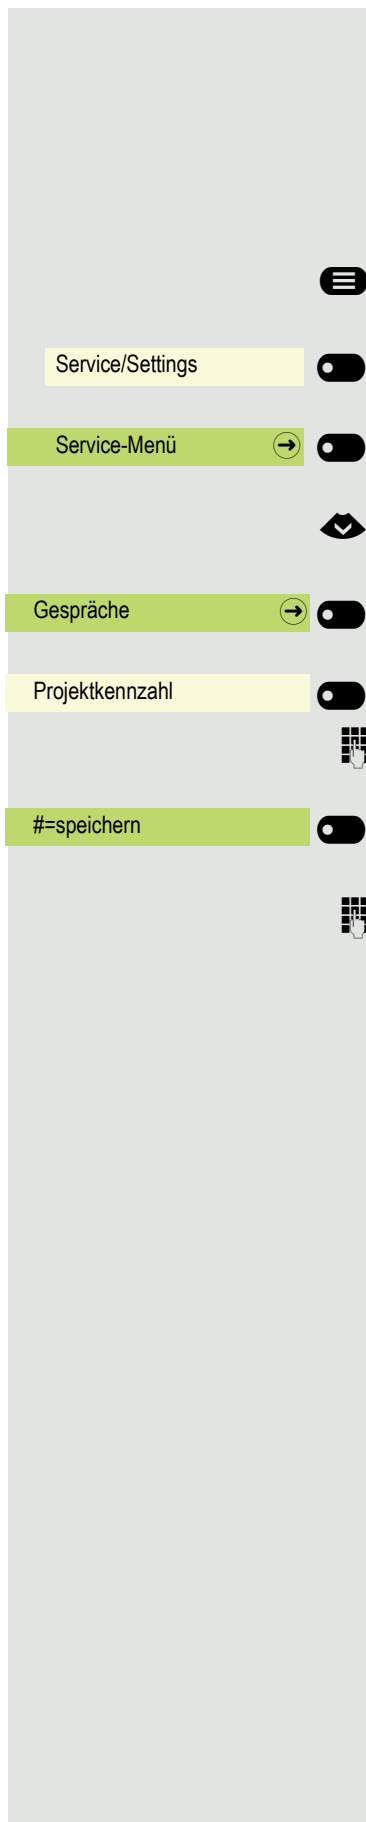 Service/Settings
Service-Menü
Gespräche
Projektkennzahl
#=speichern